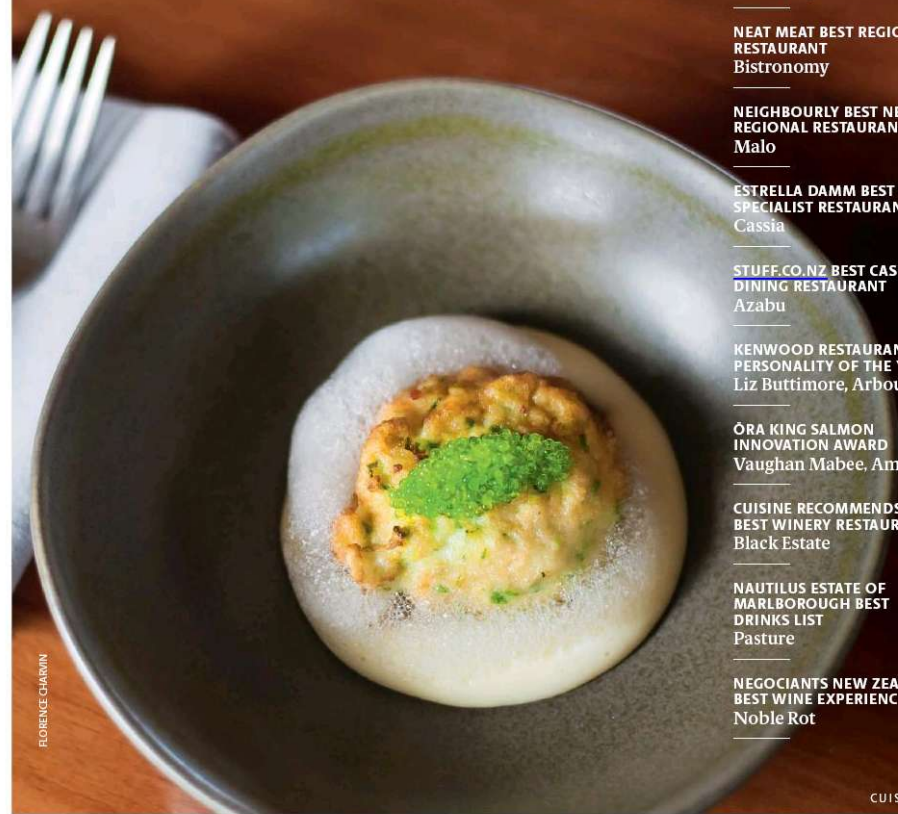 NEAT MEAT BEST REGIO
RESTAURANT
Bistronomy
NEIGHBOURLY BEST NE
REGIONAL RESTAURAN
Malo
ESTRELLA DAMM BEST
SPECIALIST RESTAURAN
Cassia
STUFF.CO.NZ BEST CAS
DINING RESTAURANT
Azabu
KENWOOD RESTAURAN
PERSONALITY OF THE Y
Liz Buttimore, Arbou
ŌRA KING SALMON
INNOVATION AWARD
Vaughan Mabee, Am
CUISINE RECOMMENDS
BEST WINERY RESTAUR
Black Estate
NAUTILUS ESTATE OF
MARLBOROUGH BEST
DRINKS LIST
Pasture
NEGOCIANTS NEW ZEA
BEST WINE EXPERIENC
Noble Rot
FLORENCE CHARVIN
CUIS